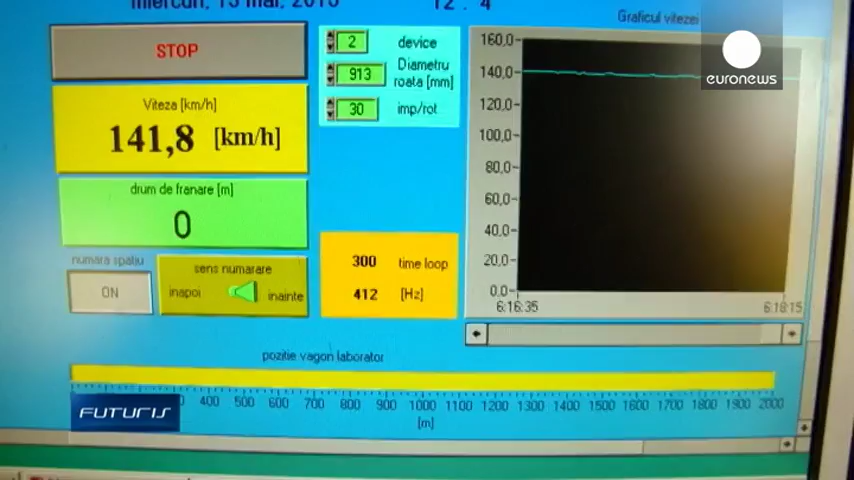 miercuri, 13 mai, 2015
STOP
2 device
913 Diametru roata [mm]
30 imp/rot
Viteza [km/h]
141,8 [km/h]
drum de franare [m]
0
numara spatiu
ON
sens numarare
inapoi inainte
300 time loop
412 [Hz]
Graficul vitezei
euronews
160,0
140,0
120,0
100,0
80,0
60,0
40,0
20,0
0,0
6:16:35 6:18:15
pozitie vagon laborator
400 500 600 700 800 900 1000 1100 1200 1300 1400 1500 1600 1700 1800 1900 2000
[m]
FUTURIS